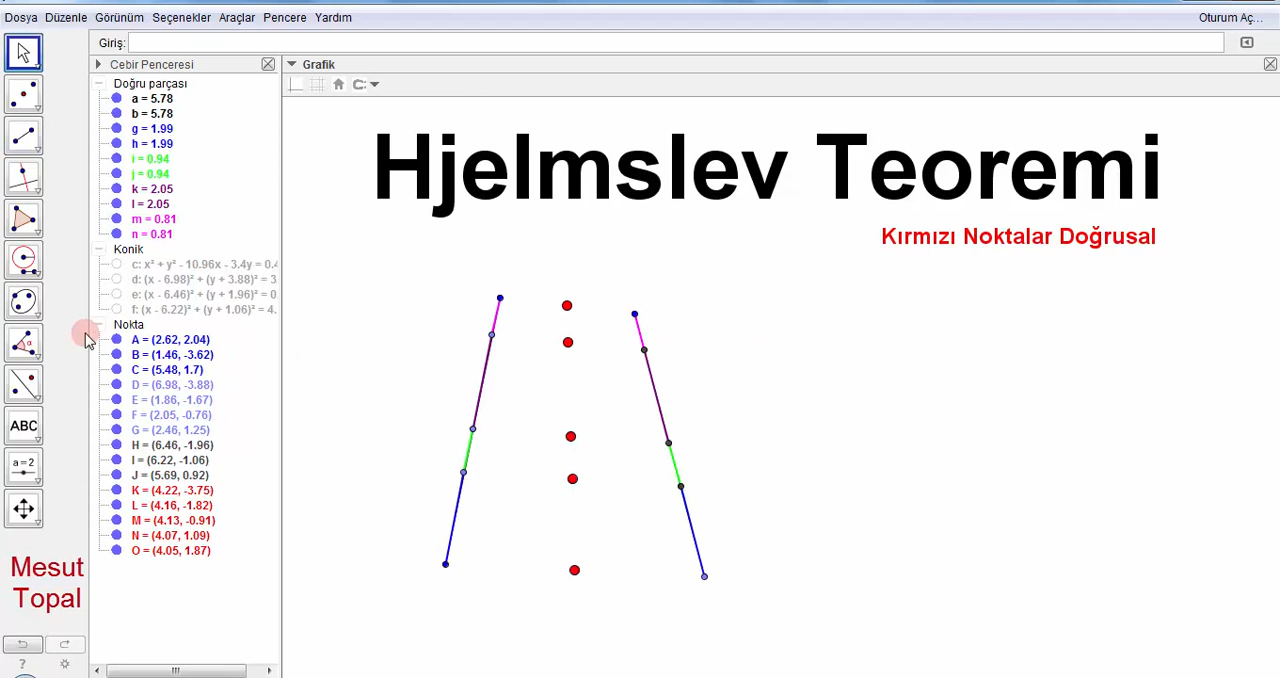 Dosya Düzenle Görünüm Seçenekler Araçlar Pencere Yardım Oturum Aç...
Giriş:
Cebir Penceresi
Grafik
Doğru parçası
a = 5.78
b = 5.78
g = 1.99
h = 1.99
i = 0.94
j = 0.94
k = 2.05
l = 2.05
m = 0.81
n = 0.81
Konik
c: x² + y² - 10.96x - 3.4y = 0.4
d: (x - 6.98)² + (y + 3.88)² = 3
e: (x - 6.46)² + (y + 1.96)² = 0
f: (x - 6.22)² + (y + 1.06)² = 4.
Nokta
A = (2.62, 2.04)
B = (1.46, -3.62)
C = (5.48, 1.7)
D = (6.98, -3.88)
E = (1.86, -1.67)
F = (2.05, -0.76)
G = (2.46, 1.25)
H = (6.46, -1.96)
I = (6.22, -1.06)
J = (5.69, 0.92)
K = (4.22, -3.75)
L = (4.16, -1.82)
M = (4.13, -0.91)
N = (4.07, 1.09)
O = (4.05, 1.87)
Hjelmslev Teoremi
Kırmızı Noktalar Doğrusal
α
ABC
a = 2
Mesut
Topal
?